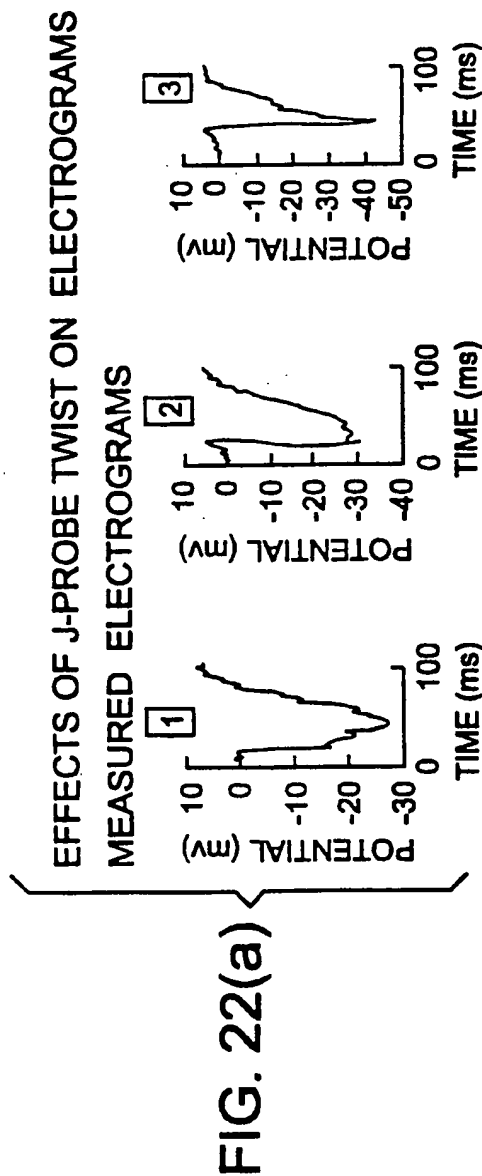 FIG. 22(a)
EFFECTS OF J-PROBE TWIST ON ELECTROGRAMS
MEASURED ELECTROGRAMS
1
POTENTIAL (mv)
10
0
-10
-20
-30
0 100
TIME (ms)
2
POTENTIAL (mv)
10
0
-10
-20
-30
-40
0 100
TIME (ms)
3
POTENTIAL (mv)
10
0
-10
-20
-30
-40
-50
0 100
TIME (ms)